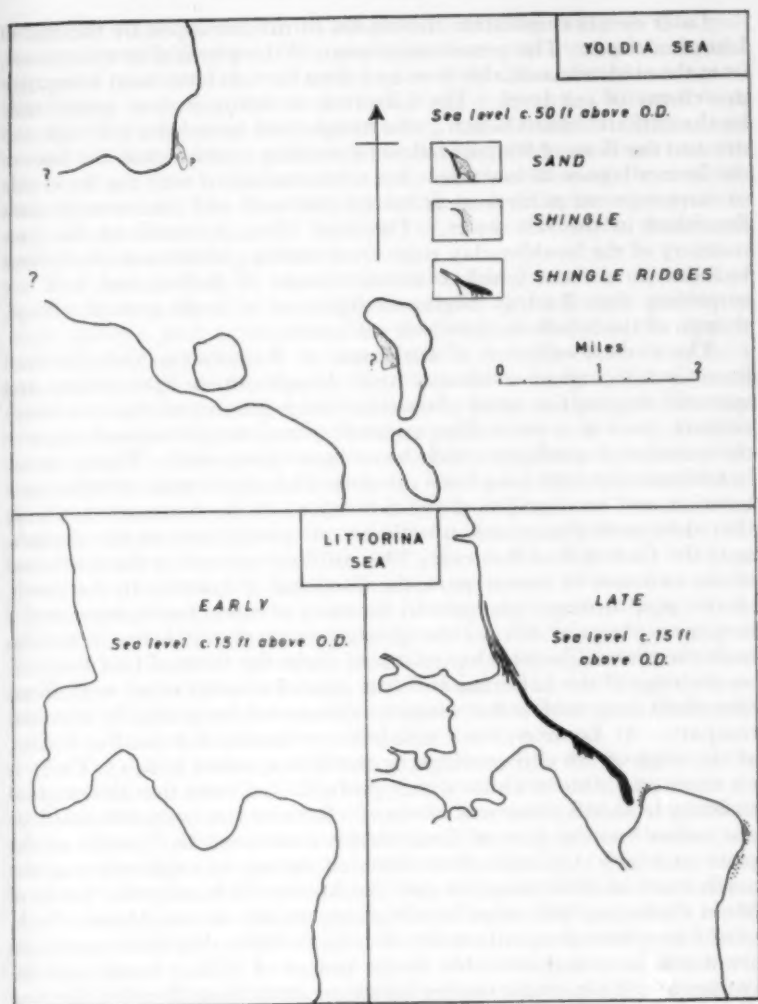 YOLDIA SEA
Sea level c.50 ft above O.D.
?
?
SAND
SHINGLE
SHINGLE RIDGES
?
?
Miles
0 1 2
LITTORINA
SEA
EARLY
Sea level c.15 ft above O.D.
LATE
Sea level c.15 ft
above O.D.